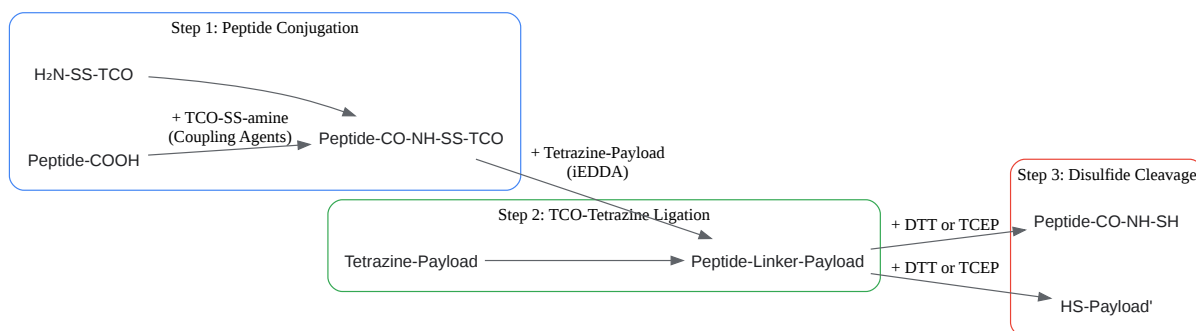 Step 1: Peptide Conjugation
H₂N-SS-TCO
+ TCO-SS-amine
(Coupling Agents)
Peptide-COOH
Peptide-CO-NH-SS-TCO
+ Tetrazine-Payload
(iEDDA)
Step 2: TCO-Tetrazine Ligation
Tetrazine-Payload
Peptide-Linker-Payload
+ DTT or TCEP
+ DTT or TCEP
Step 3: Disulfide Cleavage
Peptide-CO-NH-SH
HS-Payload'